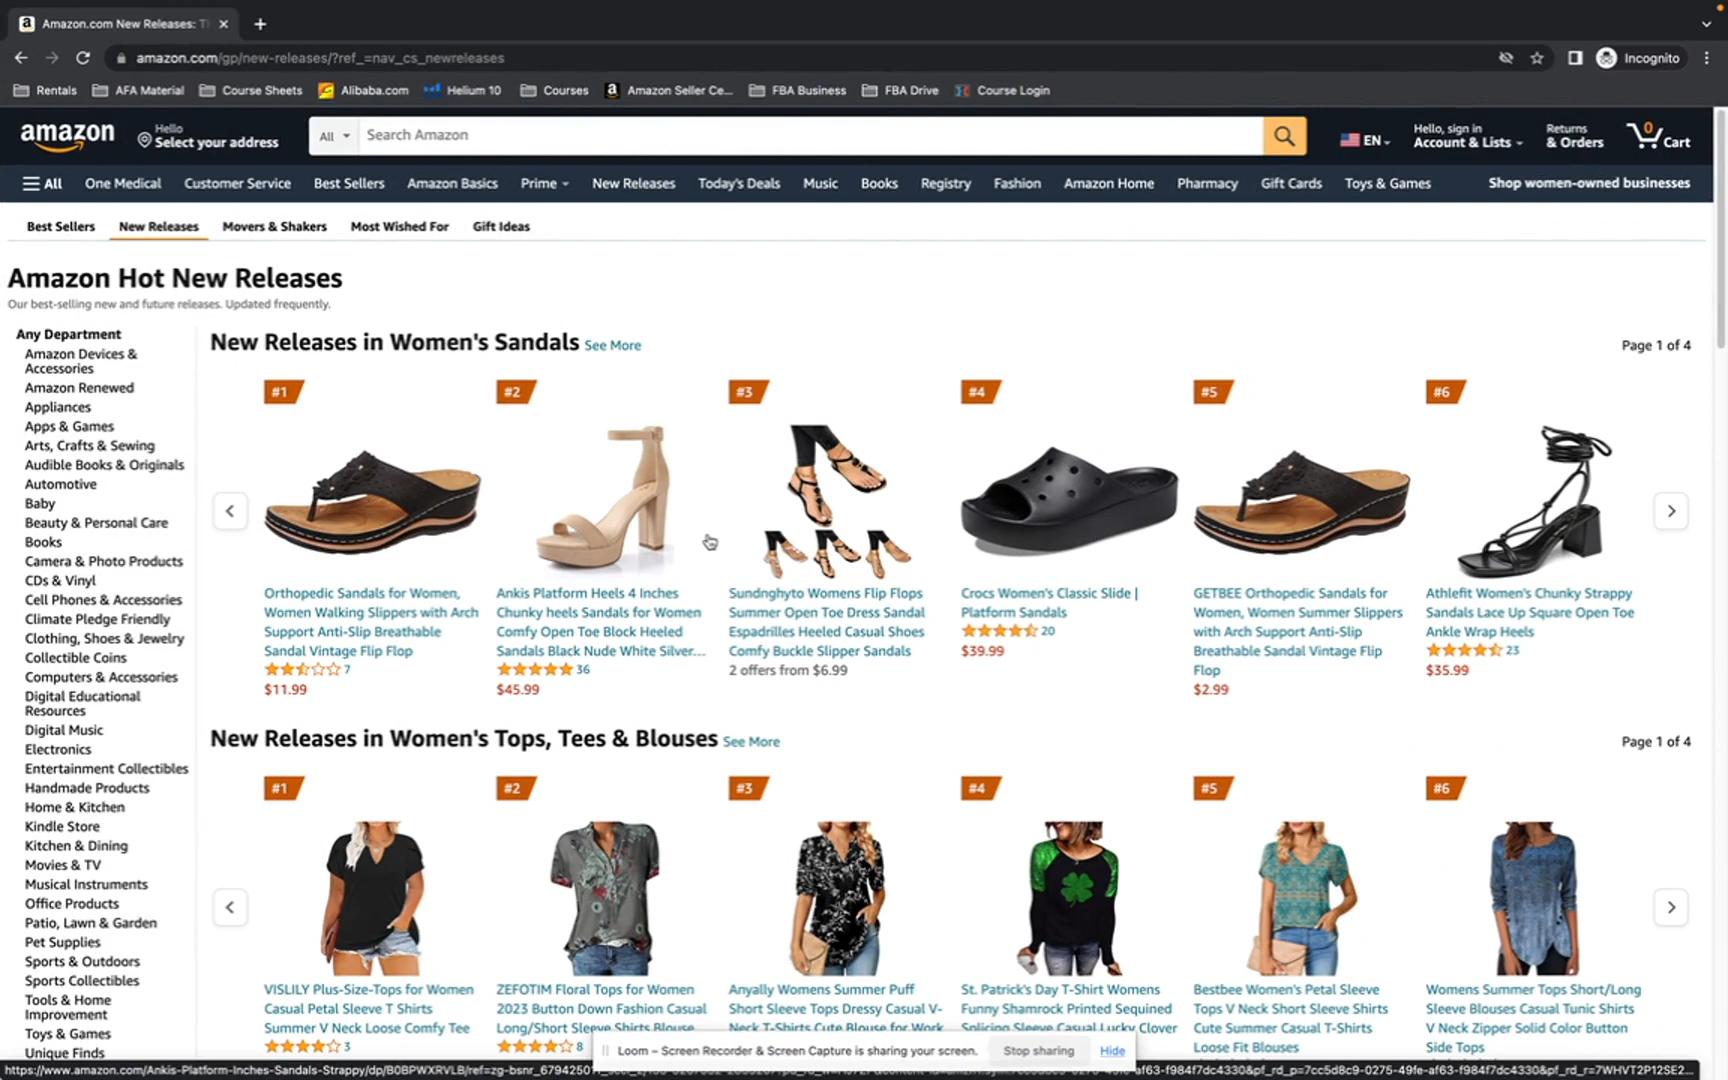 Amazon.com New Releases: T
amazon.com/gp/new-releases/?ref_=nav_cs_newreleases
Incognito
Rentals AFA Material Course Sheets Alibaba.com Helium 10 Courses Amazon Seller Ce... FBA Business FBA Drive Course Login
amazon
Hello
Select your address
All
Search Amazon
EN
Hello, sign in
Account & Lists
Returns
& Orders
0
Cart
All One Medical Customer Service Best Sellers Amazon Basics Prime New Releases Today's Deals Music Books Registry Fashion Amazon Home Pharmacy Gift Cards Toys & Games Shop women-owned businesses
Best Sellers New Releases Movers & Shakers Most Wished For Gift Ideas
Amazon Hot New Releases
Our best-selling new and future releases. Updated frequently.
Any Department
Amazon Devices &
Accessories
Amazon Renewed
Appliances
Apps & Games
Arts, Crafts & Sewing
Audible Books & Originals
Automotive
Baby
Beauty & Personal Care
Books
Camera & Photo Products
CDs & Vinyl
Cell Phones & Accessories
Climate Pledge Friendly
Clothing, Shoes & Jewelry
Collectible Coins
Computers & Accessories
Digital Educational
Resources
Digital Music
Electronics
Entertainment Collectibles
Handmade Products
Home & Kitchen
Kindle Store
Kitchen & Dining
Movies & TV
Musical Instruments
Office Products
Patio, Lawn & Garden
Pet Supplies
Sports & Outdoors
Sports Collectibles
Tools & Home
Improvement
Toys & Games
Unique Finds
New Releases in Women's Sandals See More
Page 1 of 4
#1
Orthopedic Sandals for Women,
Women Walking Slippers with Arch
Support Anti-Slip Breathable
Sandal Vintage Flip Flop
7
$11.99
#2
Ankis Platform Heels 4 Inches
Chunky heels Sandals for Women
Comfy Open Toe Block Heeled
Sandals Black Nude White Silver...
36
$45.99
#3
Sundnghyto Womens Flip Flops
Summer Open Toe Dress Sandal
Espadrilles Heeled Casual Shoes
Comfy Buckle Slipper Sandals
2 offers from $6.99
#4
Crocs Women's Classic Slide |
Platform Sandals
20
$39.99
#5
GETBEE Orthopedic Sandals for
Women, Women Summer Slippers
with Arch Support Anti-Slip
Breathable Sandal Vintage Flip
Flop
$2.99
#6
Athlefit Women's Chunky Strappy
Sandals Lace Up Square Open Toe
Ankle Wrap Heels
23
$35.99
New Releases in Women's Tops, Tees & Blouses See More
Page 1 of 4
#1
VISLILY Plus-Size-Tops for Women
Casual Petal Sleeve T Shirts
Summer V Neck Loose Comfy Tee
3
#2
ZEFOTIM Floral Tops for Women
2023 Button Down Fashion Casual
Long/Short Sleeve Shirts Blouse
8
#3
Anyally Womens Summer Puff
Short Sleeve Tops Dressy Casual V-
Neck T-Shirts Cute Blouse for Work
#4
St. Patrick's Day T-Shirt Womens
Funny Shamrock Printed Sequined
Splicing Sleeve Casual Lucky Clover
#5
Bestbee Women's Petal Sleeve
Tops V Neck Short Sleeve Shirts
Cute Summer Casual T-Shirts
Loose Fit Blouses
#6
Womens Summer Tops Short/Long
Sleeve Blouses Casual Tunic Shirts
V Neck Zipper Solid Color Button
Side Tops
Loom – Screen Recorder & Screen Capture is sharing your screen. Stop sharing Hide